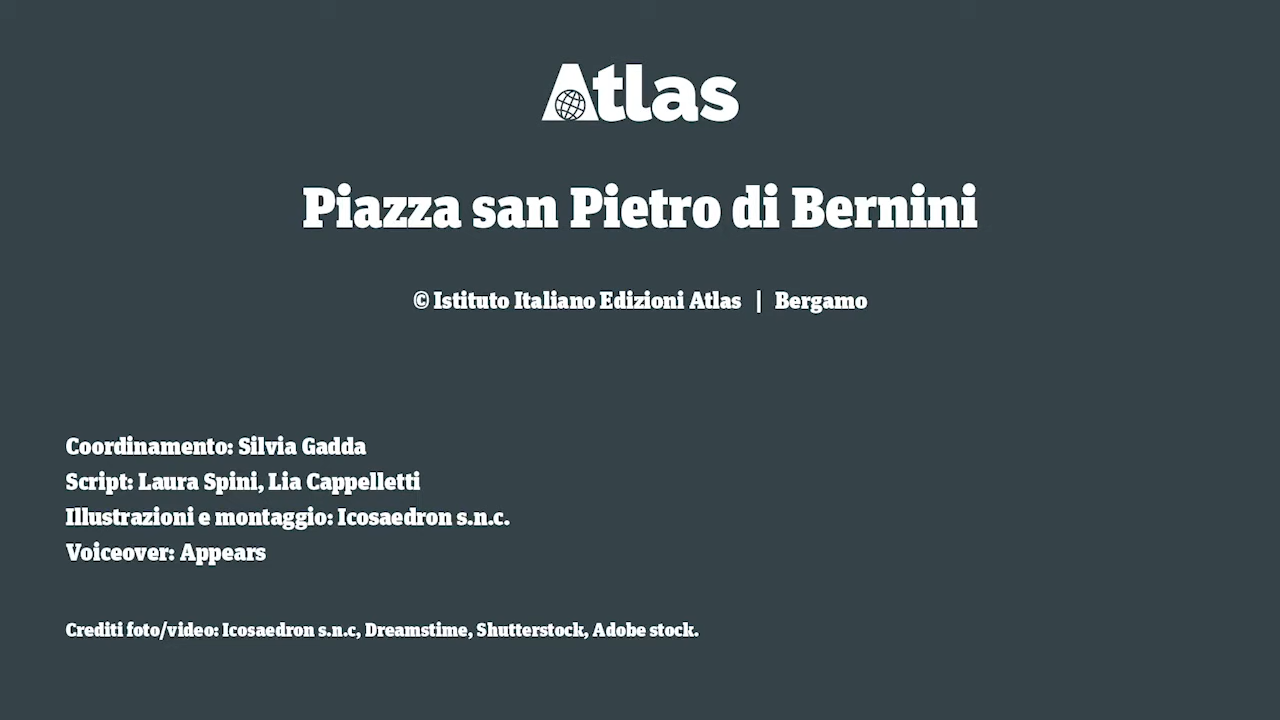 Atlas
Piazza san Pietro di Bernini
© Istituto Italiano Edizioni Atlas | Bergamo
Coordinamento: Silvia Gadda
Script: Laura Spini, Lia Cappelletti
Illustrazioni e montaggio: Icosaedron s.n.c.
Voiceover: Appears
Crediti foto/video: Icosaedron s.n.c, Dreamstime, Shutterstock, Adobe stock.